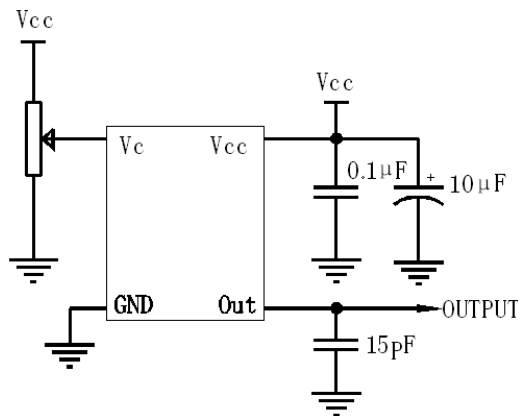 Vcc
Vcc
Vc Vcc
0.1μF + 10μF
GND Out
OUTPUT
15pF